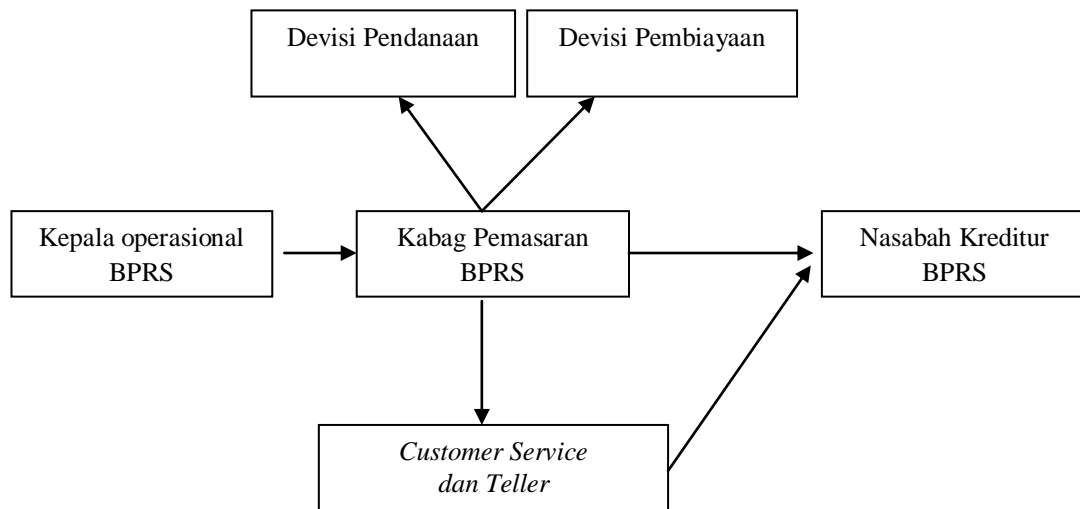 Devisi Pendanaan
Devisi Pembiayaan
Kepala operasional
BPRS
Kabag Pemasaran
BPRS
Nasabah Kreditur
BPRS
Customer Service
dan Teller